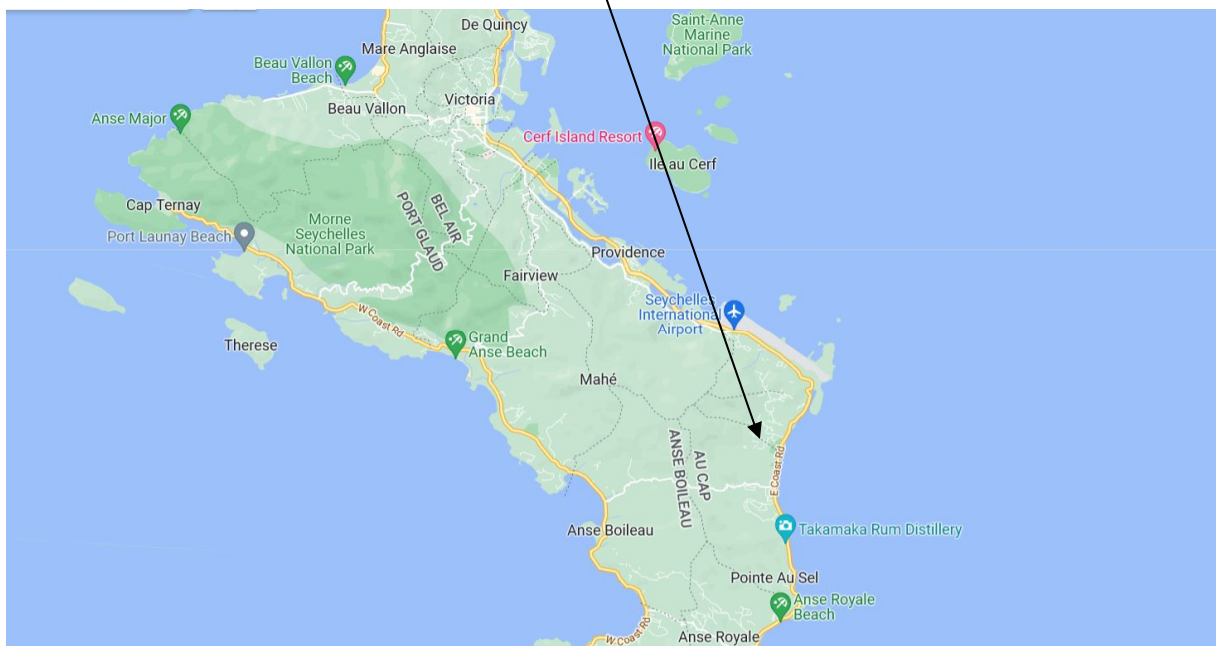 De Quincy
Saint-Anne
Marine
National Park
Mare Anglaise
Beau Vallon
Beach
Beau Vallon
Victoria
Anse Major
Cerf Island Resort
Ile au Cerf
Cap Ternay
BEL AIR
PORT GLAUD
Morne
Seychelles
National Park
Port Launay Beach
Providence
Fairview
Seychelles
International
Airport
W Coast Rd
Grand
Anse Beach
Therese
Mahé
AU CAP
ANSE BOILEAU
E Coast Rd
Anse Boileau
Takamaka Rum Distillery
Pointe Au Sel
Anse Royale
Beach
W Coast Rd
Anse Royale